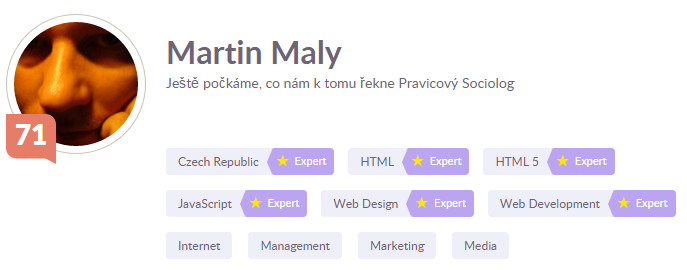 Martin Maly
Ještě počkáme, co nám k tomu řekne Pravicový Sociolog
71
Czech Republic ★ Expert HTML ★ Expert HTML 5 ★ Expert
JavaScript ★ Expert Web Design ★ Expert Web Development ★ Expert
Internet Management Marketing Media